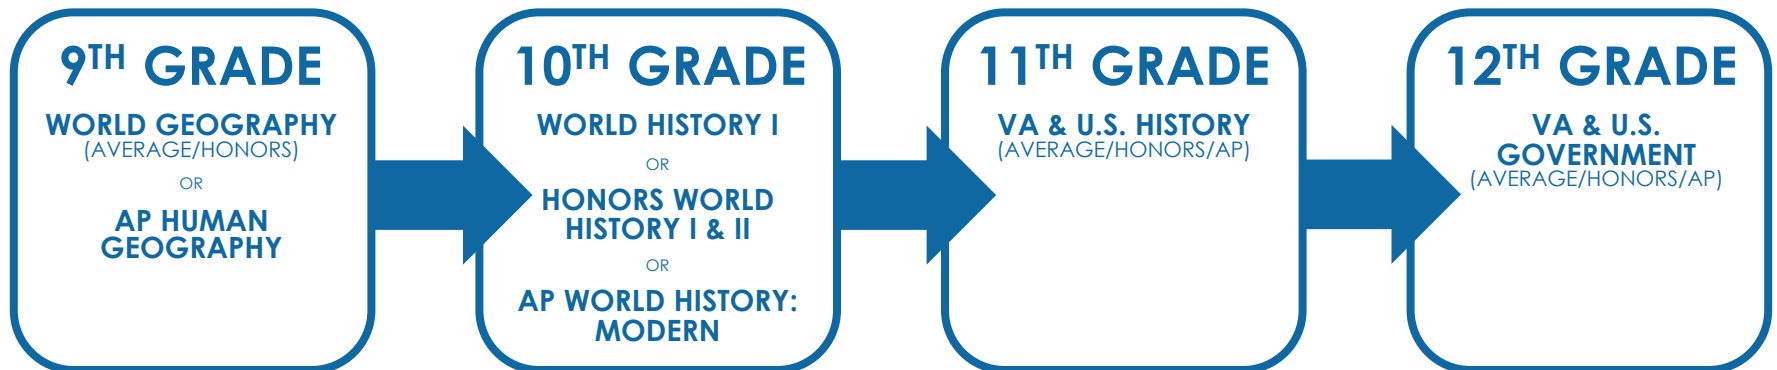 9TH GRADE
WORLD GEOGRAPHY
(AVERAGE/HONORS)
OR
AP HUMAN
GEOGRAPHY
10TH GRADE
WORLD HISTORY I
OR
HONORS WORLD
HISTORY I & II
OR
AP WORLD HISTORY:
MODERN
11TH GRADE
VA & U.S. HISTORY
(AVERAGE/HONORS/AP)
12TH GRADE
VA & U.S.
GOVERNMENT
(AVERAGE/HONORS/AP)